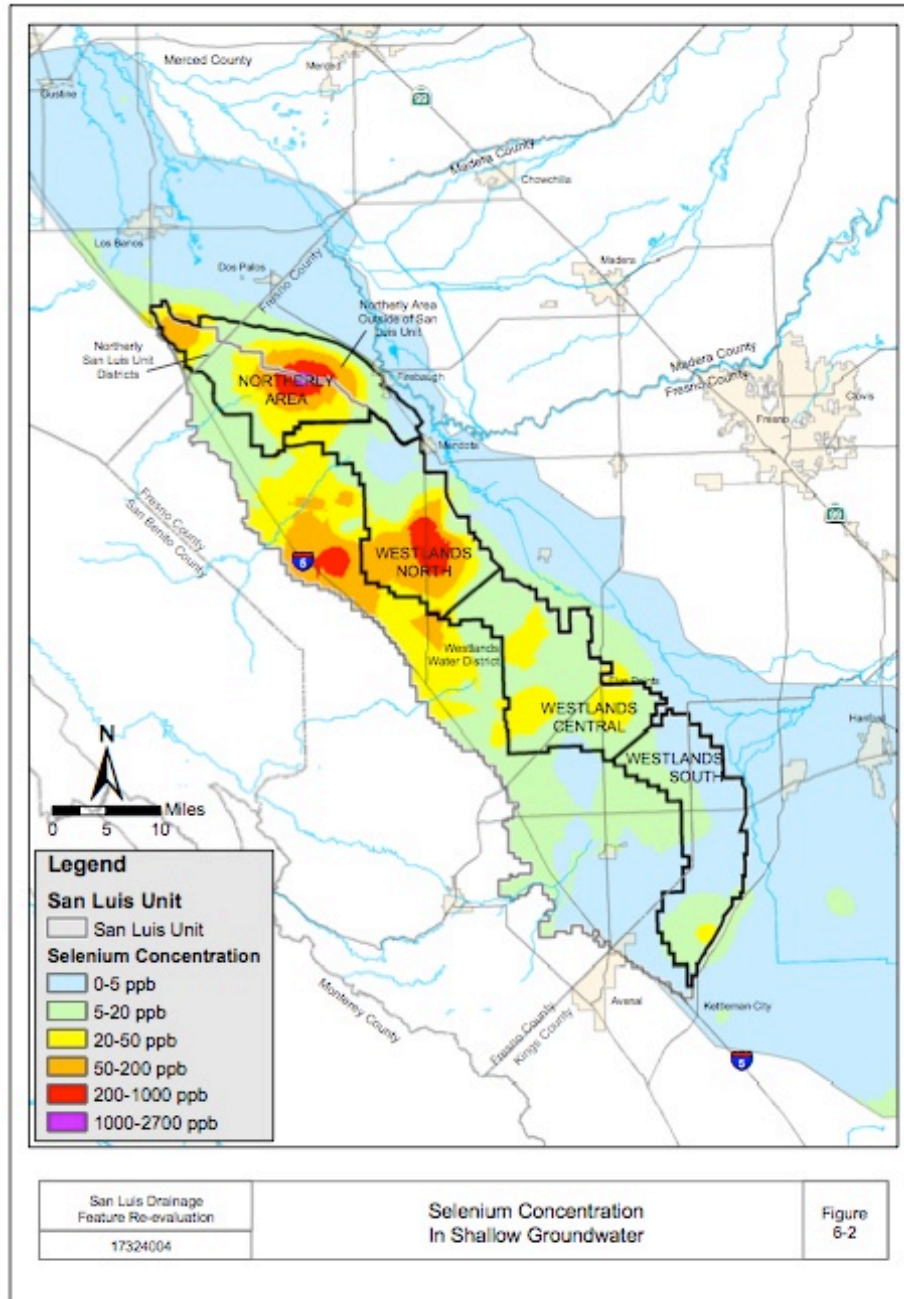 Merced County
Merced
Gustine
99
Madera County
Chowchilla
Los Banos
Dos Palos
Fresno County
Madera
Northerly Area
Outside of San
Luis Unit
Northerly
San Luis Unit
Districts
NORTHERLY
AREA
Firebaugh
Madera County
Fresno County
Clovis
Fresno
Mendota
Fresno County
San Benito County
99
5
WESTLANDS
NORTH
Westlands
Water District
Five Points
WESTLANDS
CENTRAL
WESTLANDS
SOUTH
Hanford
N
Miles
0 5 10
Avenal
Kettleman City
Monterey County
Fresno County
Kings County
5
Legend
San Luis Unit
San Luis Unit
Selenium Concentration
0-5 ppb
5-20 ppb
20-50 ppb
50-200 ppb
200-1000 ppb
1000-2700 ppb
San Luis Drainage
Feature Re-evaluation
17324004
Selenium Concentration
In Shallow Groundwater
Figure
6-2